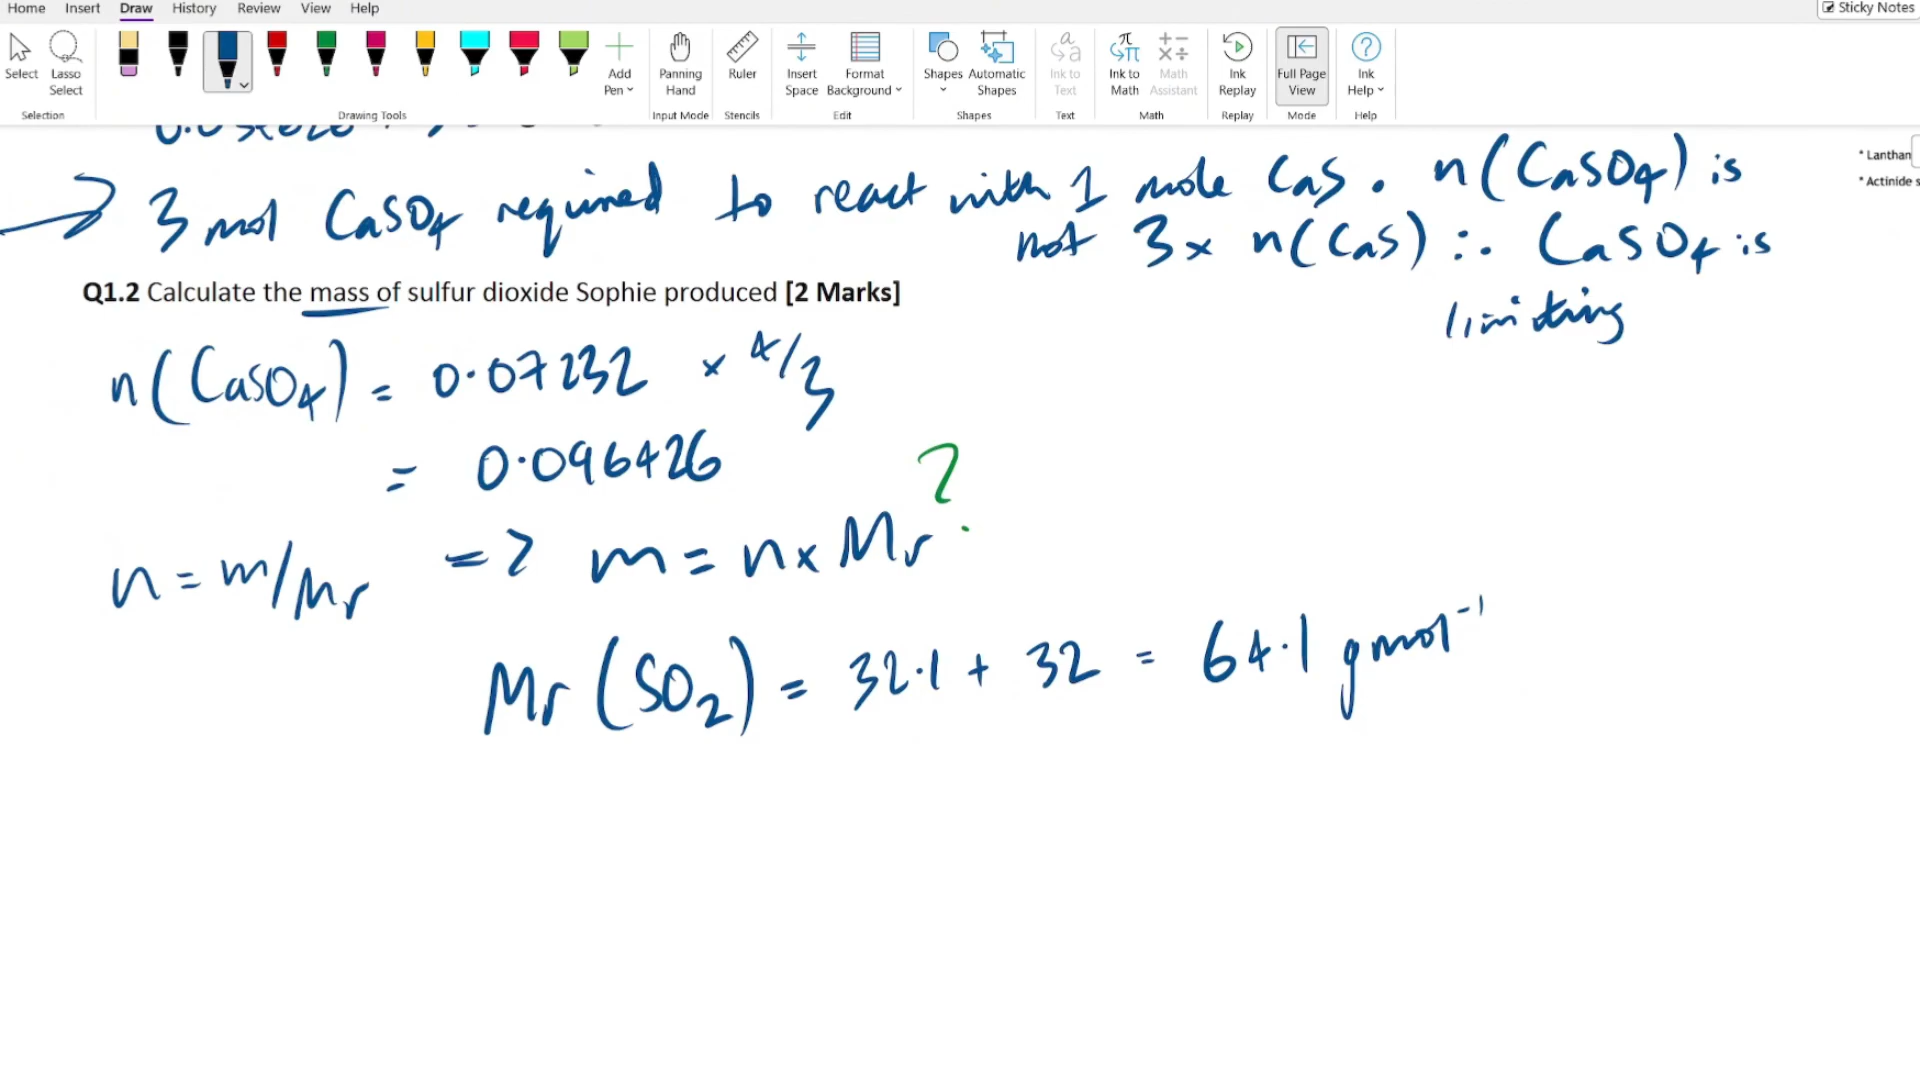 Home Insert Draw History Review View Help
Sticky Notes
Select
Lasso Select
Add Pen
Panning Hand
Ruler
Insert Space
Format Background
Shapes
Automatic Shapes
Ink to Text
Ink to Math
Math Assistant
Ink Replay
Full Page View
Ink Help
Selection Drawing Tools Input Mode Stencils Edit Shapes Text Math Replay Mode Help
* Lanthan
* Actinide s
3 mol CaSO4 required to react with 1 mole CaS. n(CaSO4) is
not 3 x n(CaS) ∴ CaSO4 is
limiting
Q1.2 Calculate the mass of sulfur dioxide Sophie produced [2 Marks]
n(CaSO4) = 0.07232 x 4/3
= 0.096426
?
n = m/Mr => m = n x Mr
Mr (SO2) = 32.1 + 32 = 64.1 gmol⁻¹